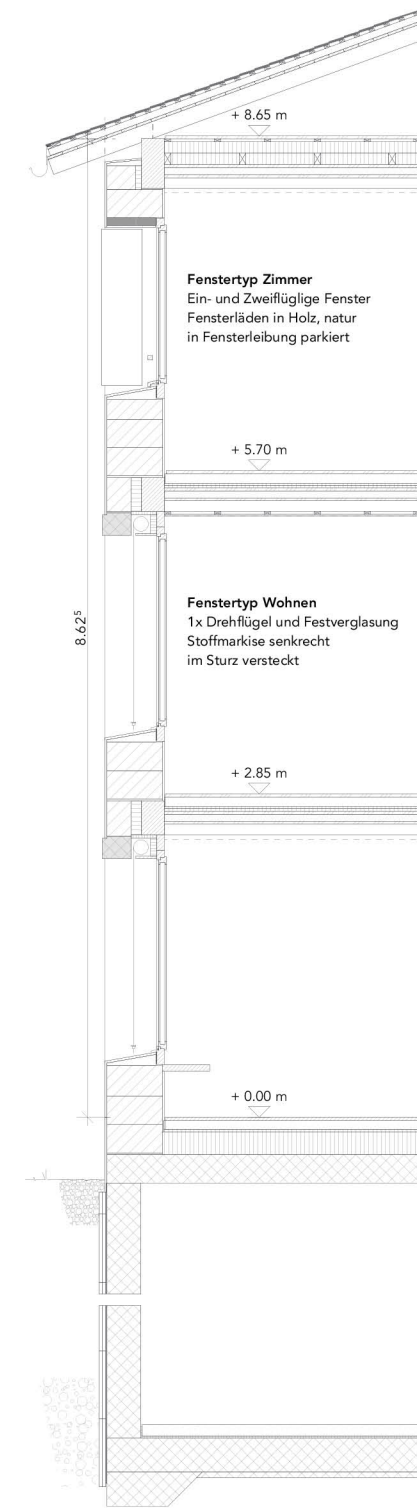 + 8.65 m
Fenstertyp Zimmer
Ein- und Zweiflüglige Fenster
Fensterläden in Holz, natur
in Fensterleibung parkiert
+ 5.70 m
8.62⁵
Fenstertyp Wohnen
1x Drehflügel und Festverglasung
Stoffmarkise senkrecht
im Sturz versteckt
+ 2.85 m
+ 0.00 m